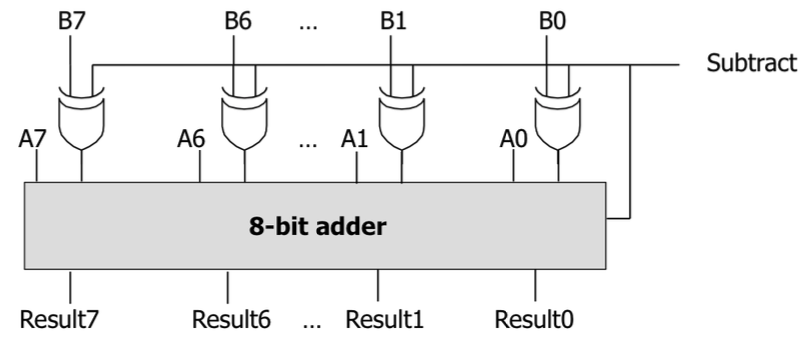 B7 B6 ... B1 B0
Subtract
A7 A6 ... A1 A0
8-bit adder
Result7 Result6 ... Result1 Result0